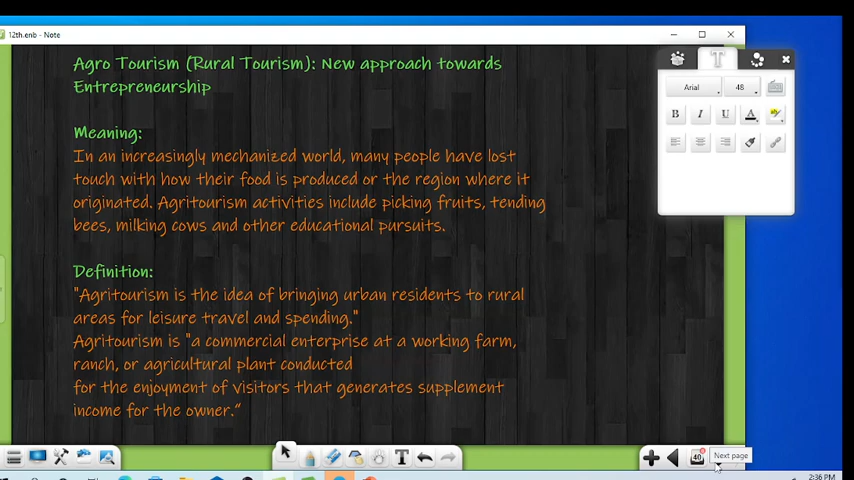 12th.enb - Note
Agro Tourism (Rural Tourism): New approach towards
Entrepreneurship
Meaning:
In an increasingly mechanized world, many people have lost
touch with how their food is produced or the region where it
originated. Agritourism activities include picking fruits, tending
bees, milking cows and other educational pursuits.
Definition:
"Agritourism is the idea of bringing urban residents to rural
areas for leisure travel and spending."
Agritourism is "a commercial enterprise at a working farm,
ranch, or agricultural plant conducted
for the enjoyment of visitors that generates supplement
income for the owner.”
T
Arial 48
B I U A
T
40
Next page
2:36 PM